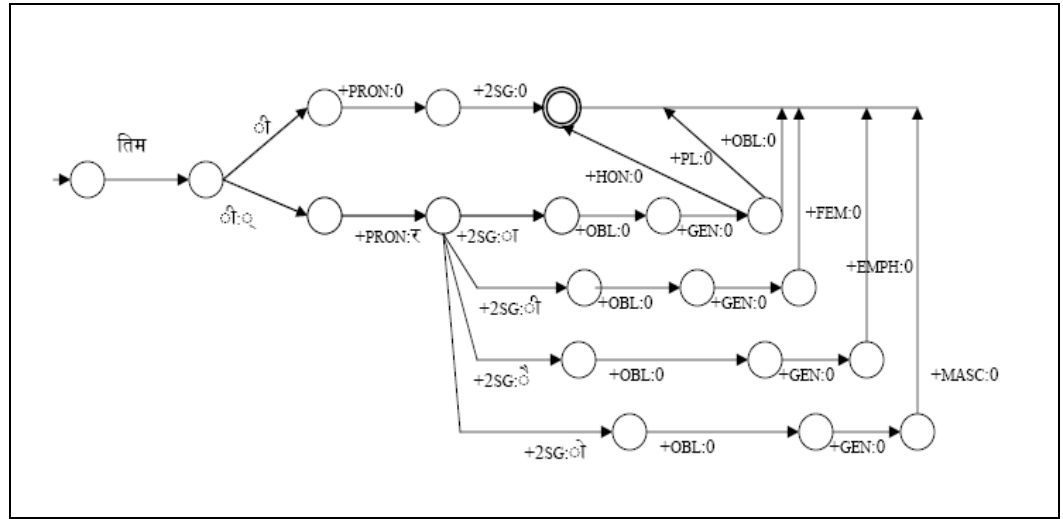 +PRON:0
+2SG:0
ी
तिम
+OBL:0
+PL:0
+HON:0
ी:्
+FEM:0
+PRON:र
+2SG:ा
+OBL:0
+GEN:0
+EMPH:0
+2SG:ी
+OBL:0
+GEN:0
+2SG:ै
+OBL:0
+GEN:0
+MASC:0
+2SG:ो
+OBL:0
+GEN:0